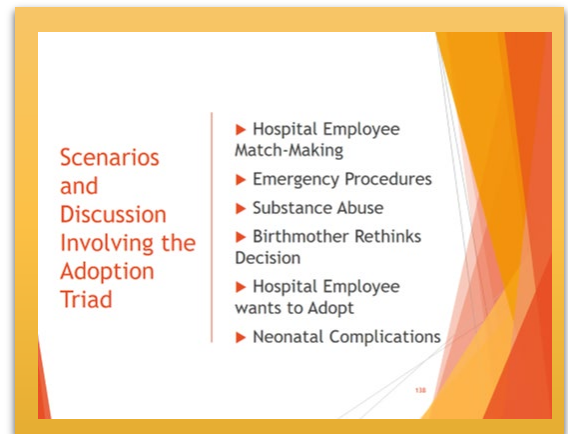 Scenarios
and
Discussion
Involving the
Adoption
Triad
Hospital Employee
Match-Making
Emergency Procedures
Substance Abuse
Birthmother Rethinks
Decision
Hospital Employee
wants to Adopt
Neonatal Complications
138